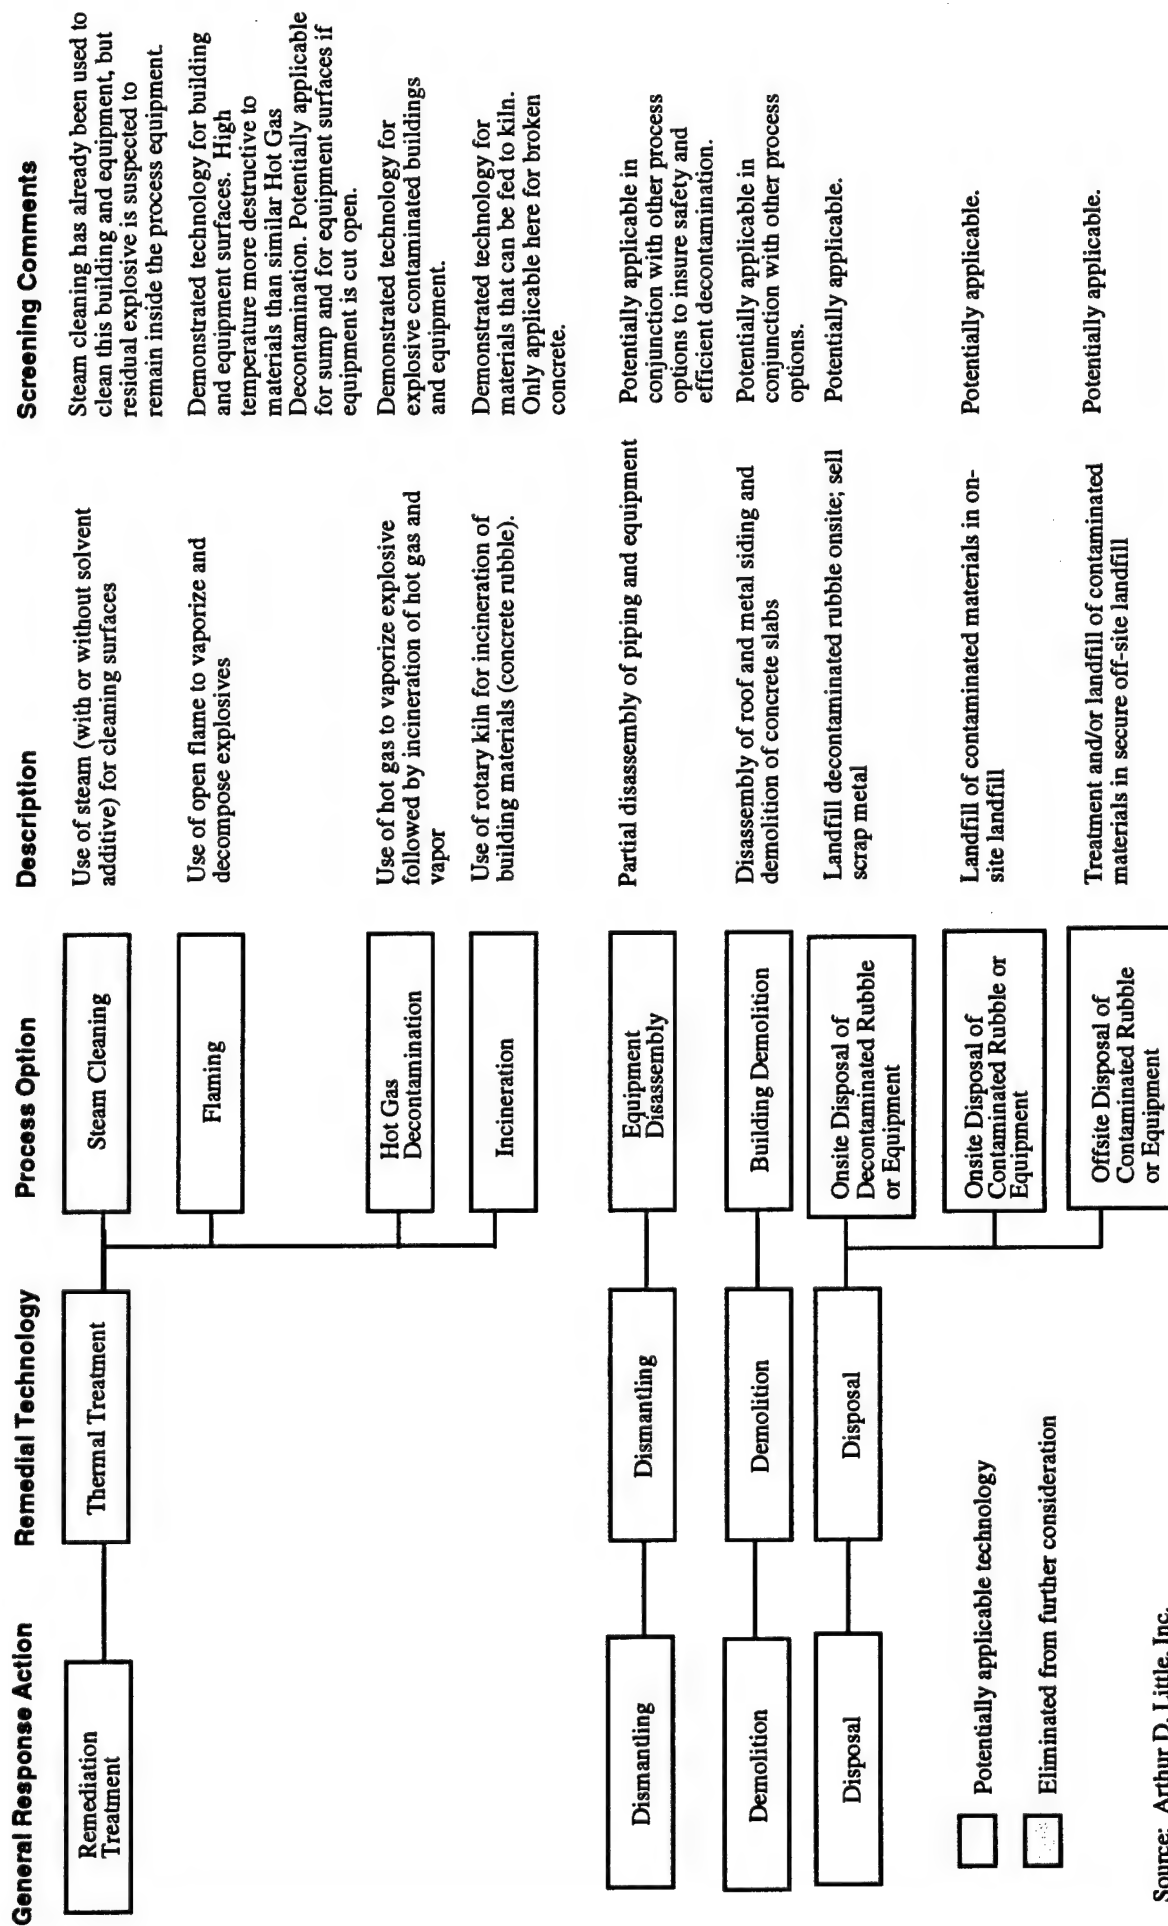 General Response Action
Remedial Technology
Process Option
Description
Screening Comments
Remediation
Treatment
Thermal Treatment
Steam Cleaning
Use of steam (with or without solvent
additive) for cleaning surfaces
Steam cleaning has already been used to
clean this building and equipment, but
residual explosive is suspected to
remain inside the process equipment.
Flaming
Use of open flame to vaporize and
decompose explosives
Demonstrated technology for building
and equipment surfaces. High
temperature more destructive to
materials than similar Hot Gas
Decontamination. Potentially applicable
for sump and for equipment surfaces if
equipment is cut open.
Hot Gas
Decontamination
Use of hot gas to vaporize explosive
followed by incineration of hot gas and
vapor
Demonstrated technology for
explosive contaminated buildings
and equipment.
Incineration
Use of rotary kiln for incineration of
building materials (concrete rubble).
Demonstrated technology for
materials that can be fed to kiln.
Only applicable here for broken
concrete.
Dismantling
Dismantling
Equipment
Disassembly
Partial disassembly of piping and equipment
Potentially applicable in
conjunction with other process
options to insure safety and
efficient decontamination.
Demolition
Demolition
Building Demolition
Disassembly of roof and metal siding and
demolition of concrete slabs
Potentially applicable in
conjunction with other process
options.
Disposal
Disposal
Onsite Disposal of
Decontaminated Rubble
or Equipment
Landfill decontaminated rubble onsite; sell
scrap metal
Potentially applicable.
Onsite Disposal of
Contaminated Rubble or
Equipment
Landfill of contaminated materials in on-
site landfill
Potentially applicable.
Offsite Disposal of
Contaminated Rubble
or Equipment
Treatment and/or landfill of contaminated
materials in secure off-site landfill
Potentially applicable.
Potentially applicable technology
Eliminated from further consideration
Source: Arthur D. Little, Inc.